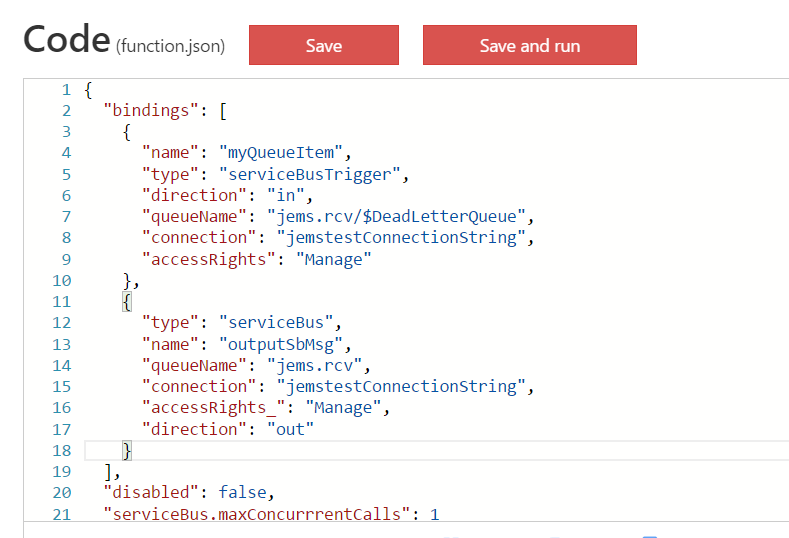 Code (function.json) Save Save and run
1 {
2 "bindings": [
3 {
4 "name": "myQueueItem",
5 "type": "serviceBusTrigger",
6 "direction": "in",
7 "queueName": "jems.rcv/$DeadLetterQueue",
8 "connection": "jemstestConnectionString",
9 "accessRights": "Manage"
10 },
11 {
12 "type": "serviceBus",
13 "name": "outputSbMsg",
14 "queueName": "jems.rcv",
15 "connection": "jemstestConnectionString",
16 "accessRights_": "Manage",
17 "direction": "out"
18 }
19 ],
20 "disabled": false,
21 "serviceBus.maxConcurrrentCalls": 1